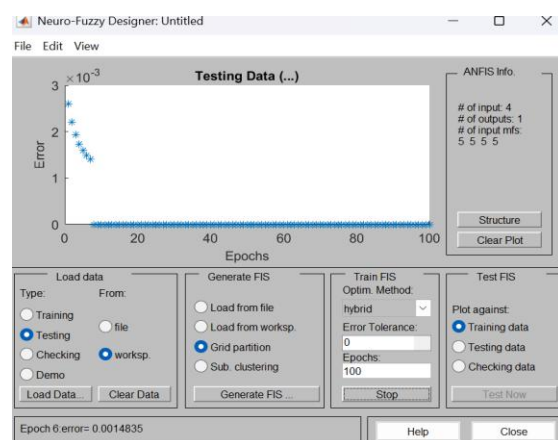 Neuro-Fuzzy Designer: Untitled
File Edit View
×10-3
Testing Data (...)
3
2
1
0
Error
0 20 40 60 80 100
Epochs
ANFIS Info.
# of input: 4
# of outputs: 1
# of input mfs:
5 5 5 5
Structure
Clear Plot
Load data
Type: From:
Training
Testing
Checking
Demo
file
worksp.
Load Data... Clear Data
Generate FIS
Load from file
Load from worksp.
Grid partition
Sub. clustering
Generate FIS ...
Train FIS
Optim. Method:
hybrid
Error Tolerance:
0
Epochs:
100
Stop
Test FIS
Plot against:
Training data
Testing data
Checking data
Test Now
Epoch 6:error= 0.0014835
Help Close